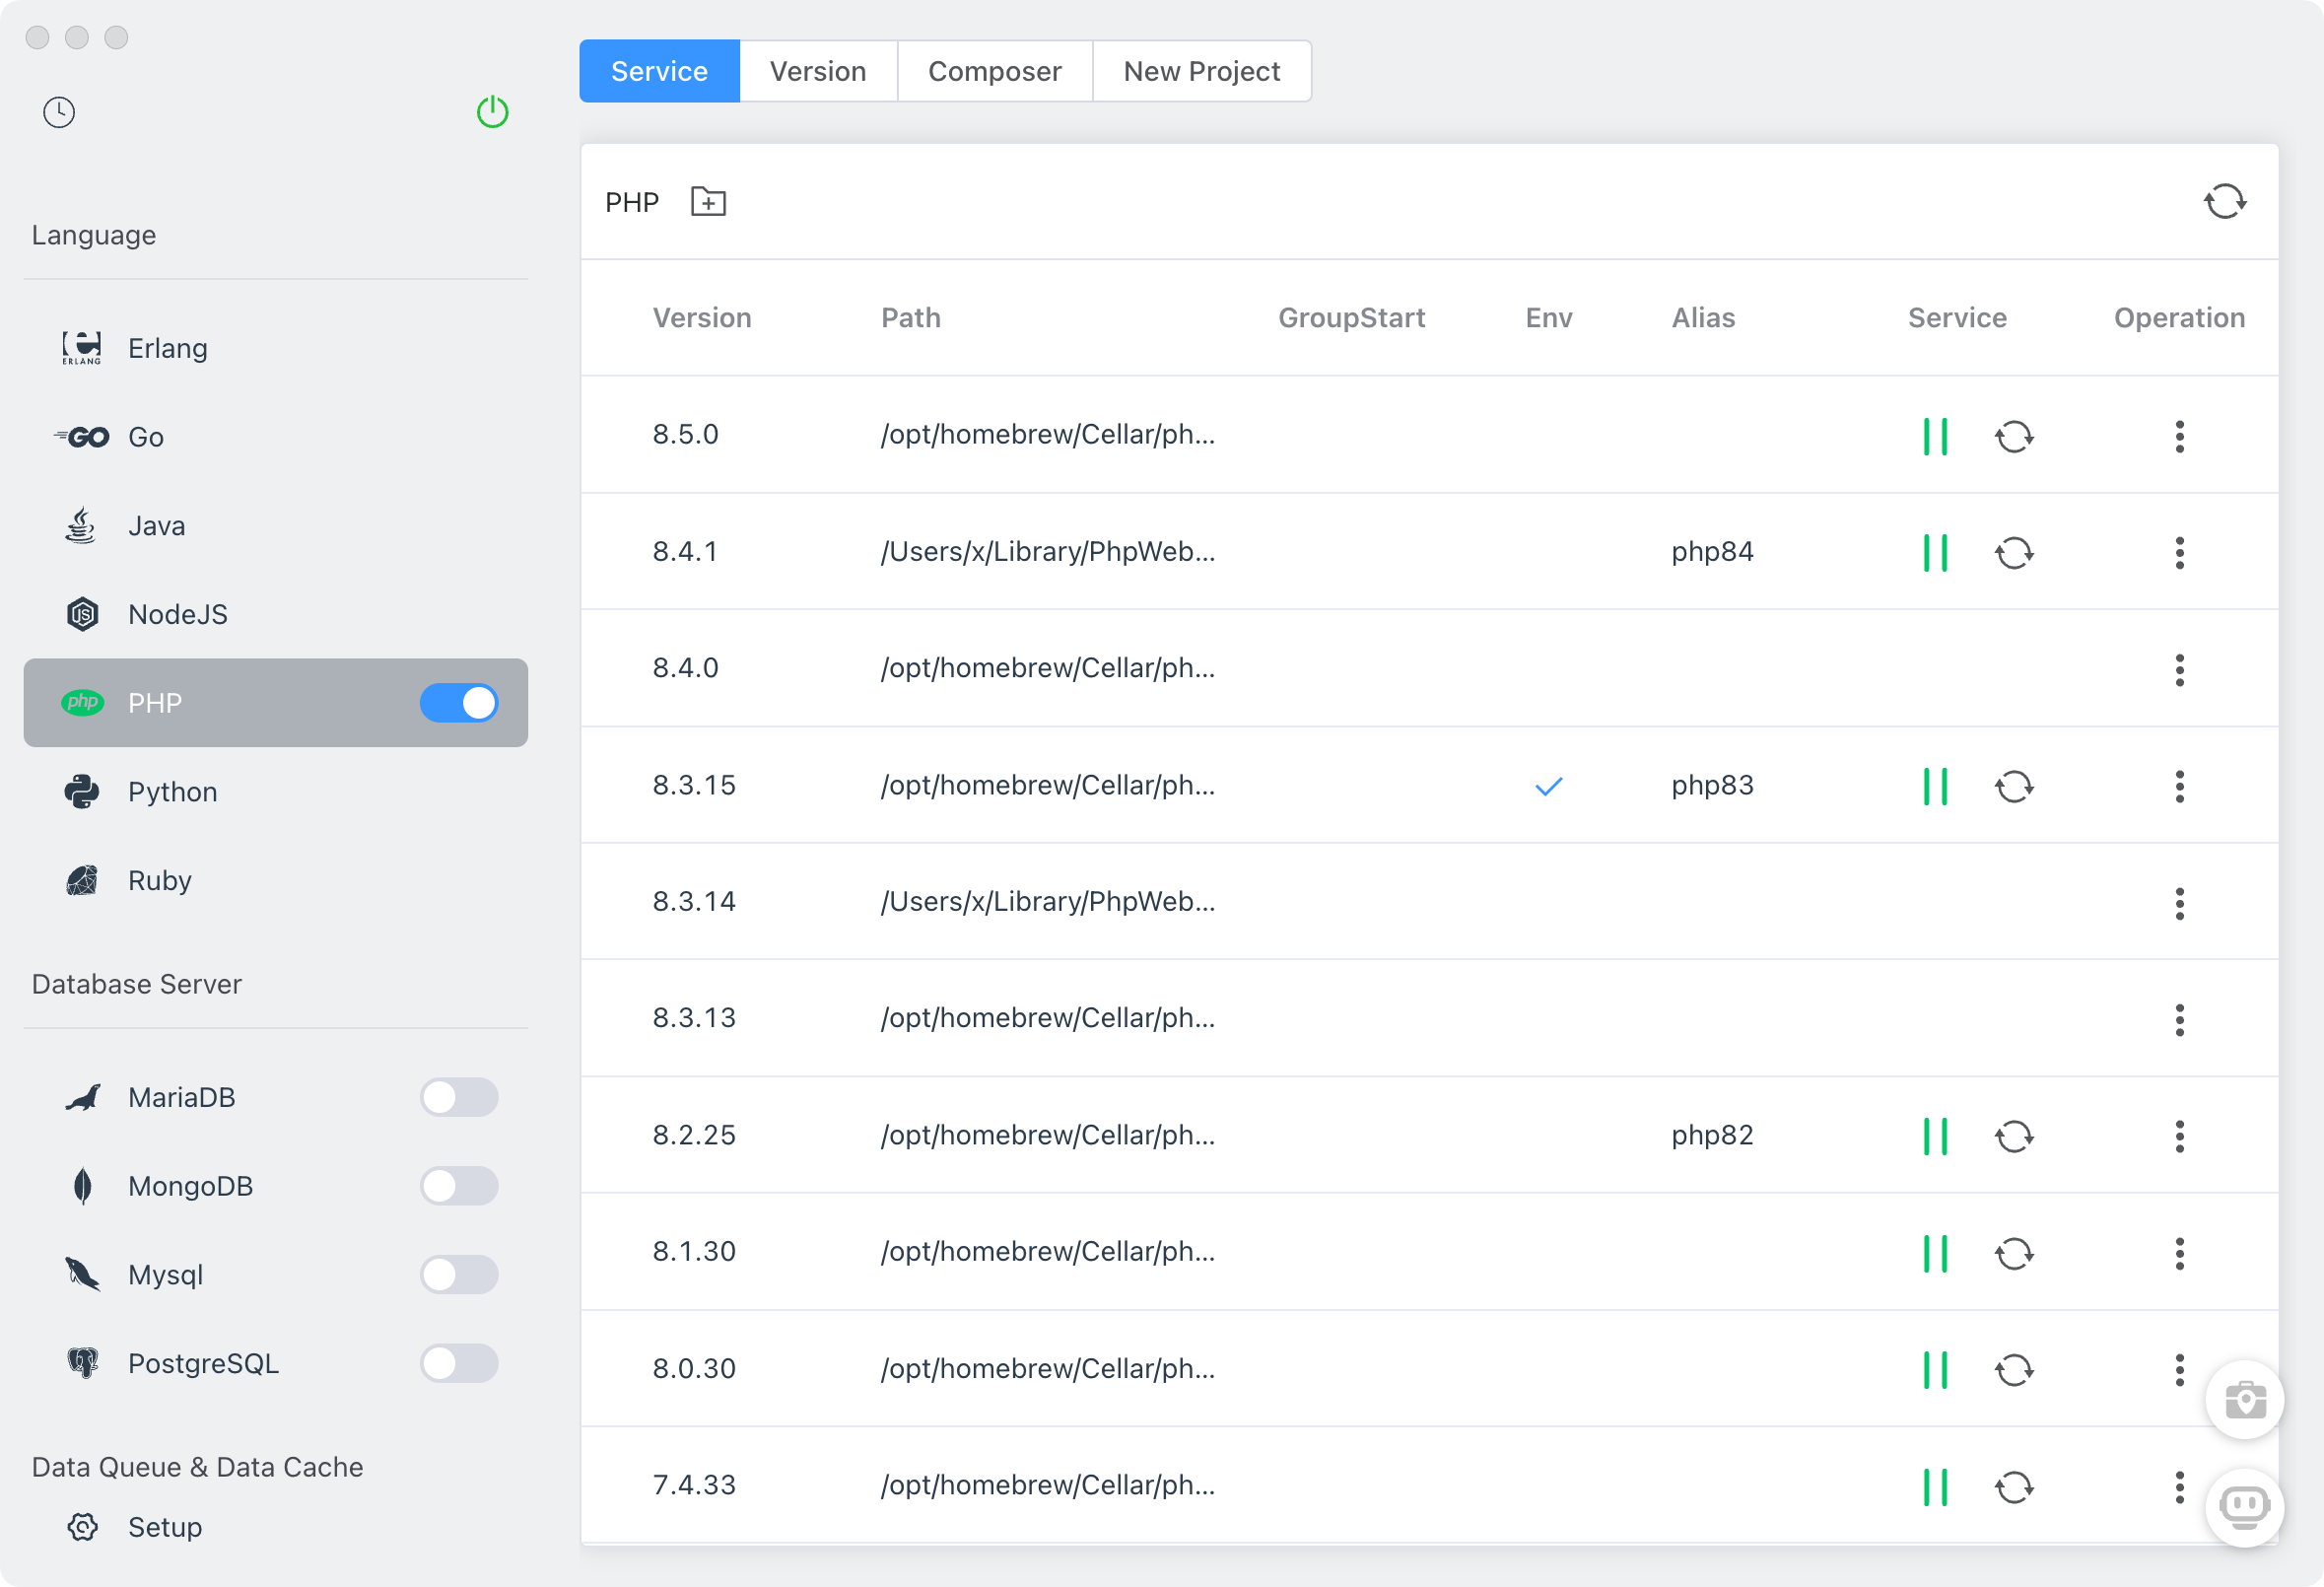 Service Version Composer New Project
Language
ERLANG Erlang
GO Go
Java
JS NodeJS
php PHP
Python
Ruby
Database Server
MariaDB
MongoDB
Mysql
PostgreSQL
Data Queue & Data Cache
Setup
PHP
Version Path GroupStart Env Alias Service Operation
8.5.0 /opt/homebrew/Cellar/ph...
8.4.1 /Users/x/Library/PhpWeb... php84
8.4.0 /opt/homebrew/Cellar/ph...
8.3.15 /opt/homebrew/Cellar/ph... php83
8.3.14 /Users/x/Library/PhpWeb...
8.3.13 /opt/homebrew/Cellar/ph...
8.2.25 /opt/homebrew/Cellar/ph... php82
8.1.30 /opt/homebrew/Cellar/ph...
8.0.30 /opt/homebrew/Cellar/ph...
7.4.33 /opt/homebrew/Cellar/ph...